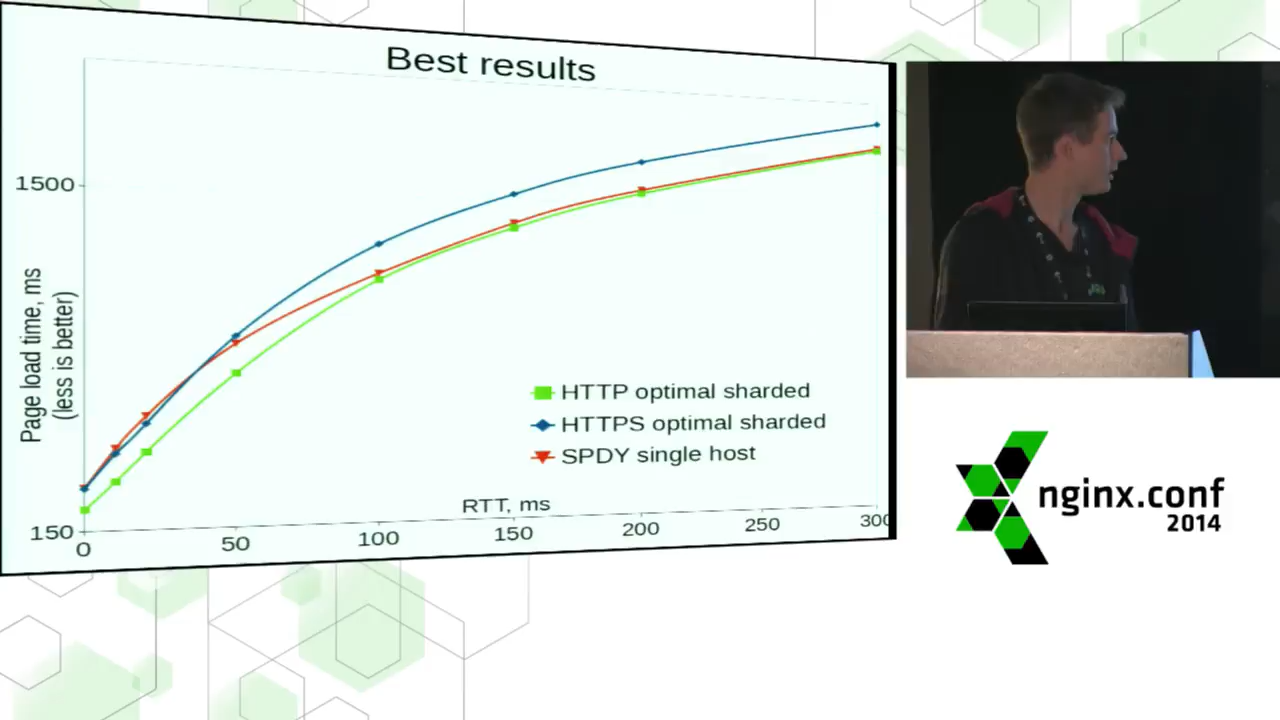 Best results
1500
150
Page load time, ms
(less is better)
HTTP optimal sharded
HTTPS optimal sharded
SPDY single host
RTT, ms
0 50 100 150 200 250 300
nginx.conf
2014